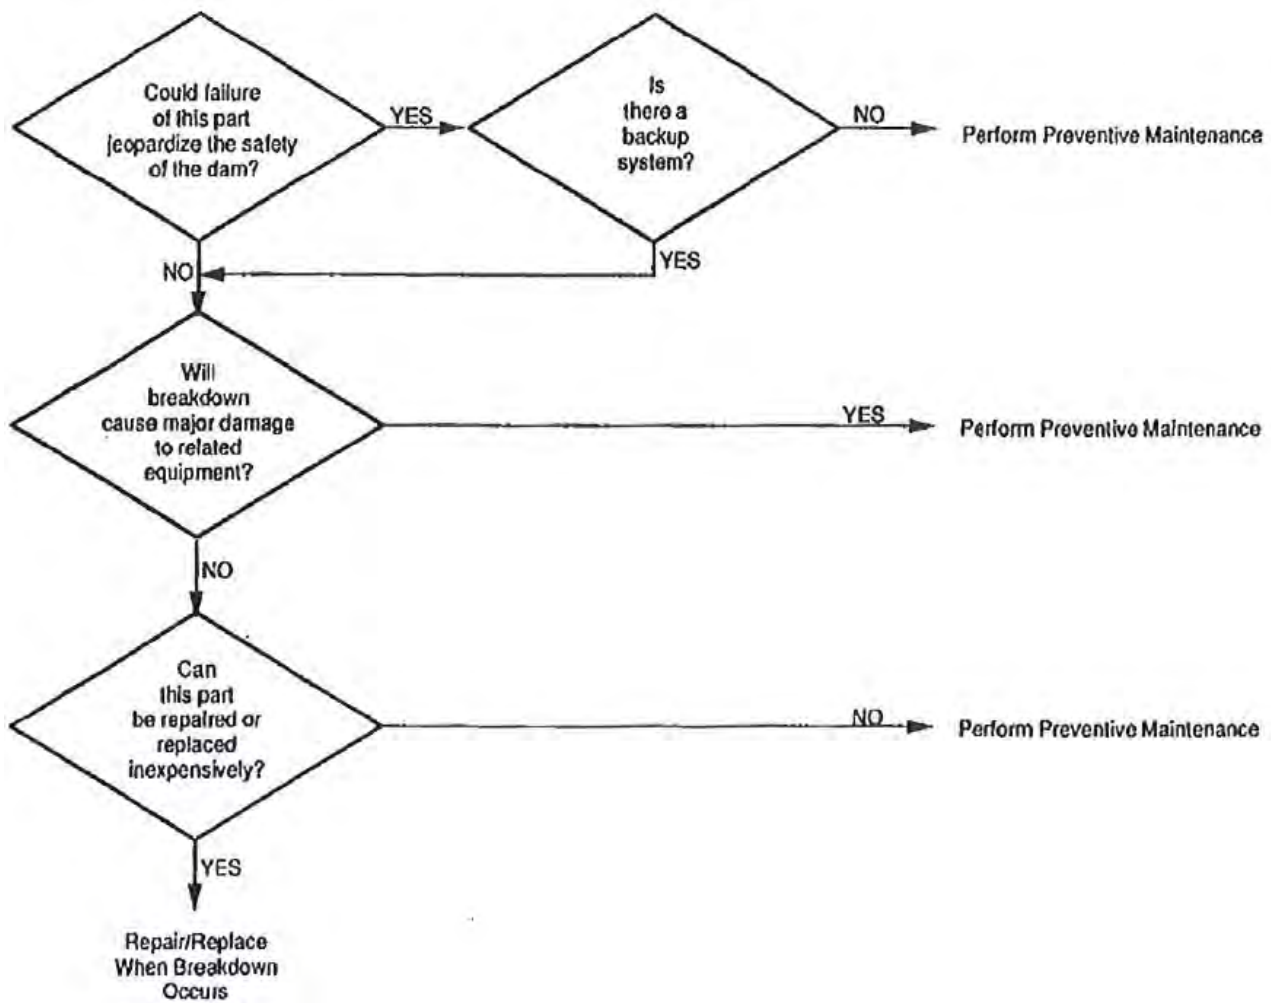 Could failure
of this part
jeopardize the safety
of the dam?
YES
Is
there a
backup
system?
NO
Perform Preventive Maintenance
YES
NO
Will
breakdown
cause major damage
to related
equipment?
YES
Perform Preventive Maintenance
NO
Can
this part
be repaired or
replaced
inexpensively?
NO
Perform Preventive Maintenance
YES
Repair/Replace
When Breakdown
Occurs